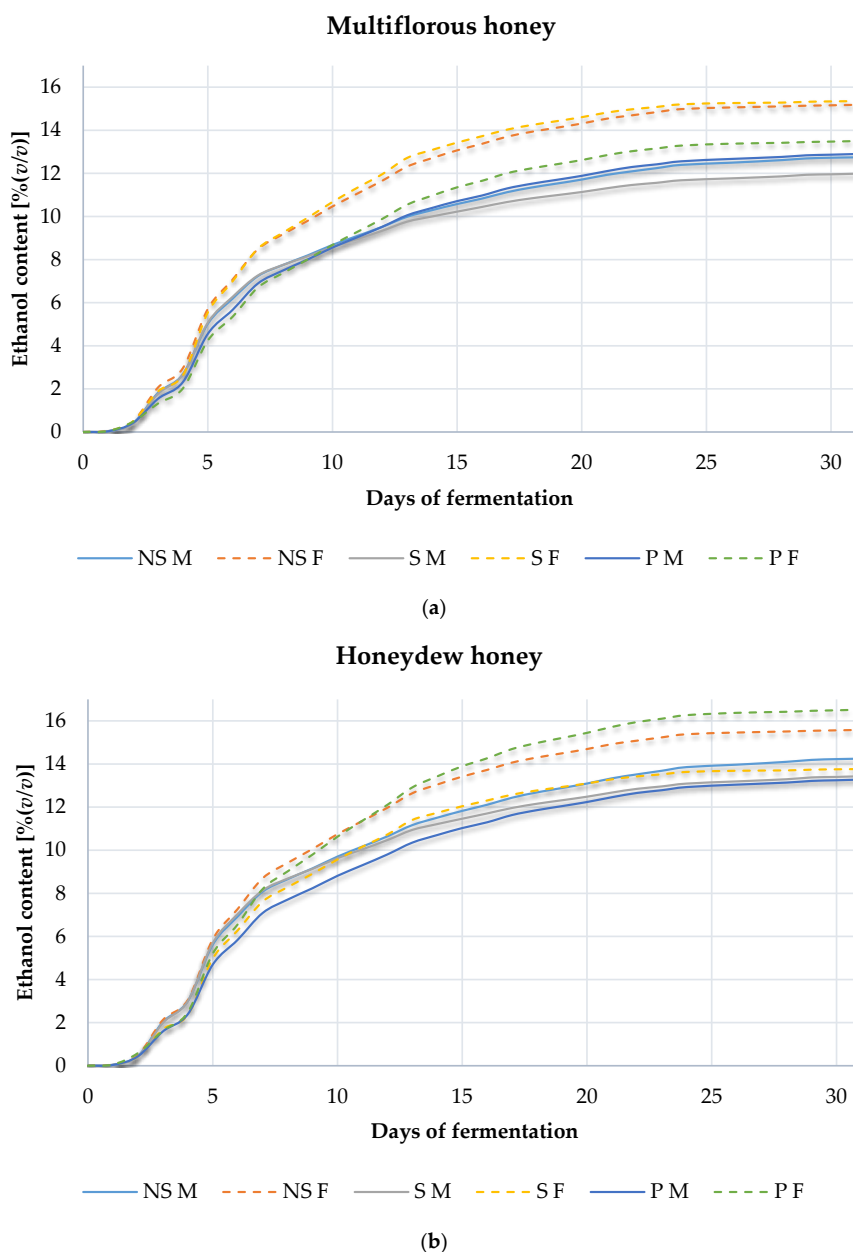 Multiflorous honey
Ethanol content [%(v/v)]
16
14
12
10
8
6
4
2
0
0 5 10 15 20 25 30
Days of fermentation
NS M NS F S M S F P M P F
(a)
Honeydew honey
Ethanol content [%(v/v)]
16
14
12
10
8
6
4
2
0
0 5 10 15 20 25 30
Days of fermentation
NS M NS F S M S F P M P F
(b)